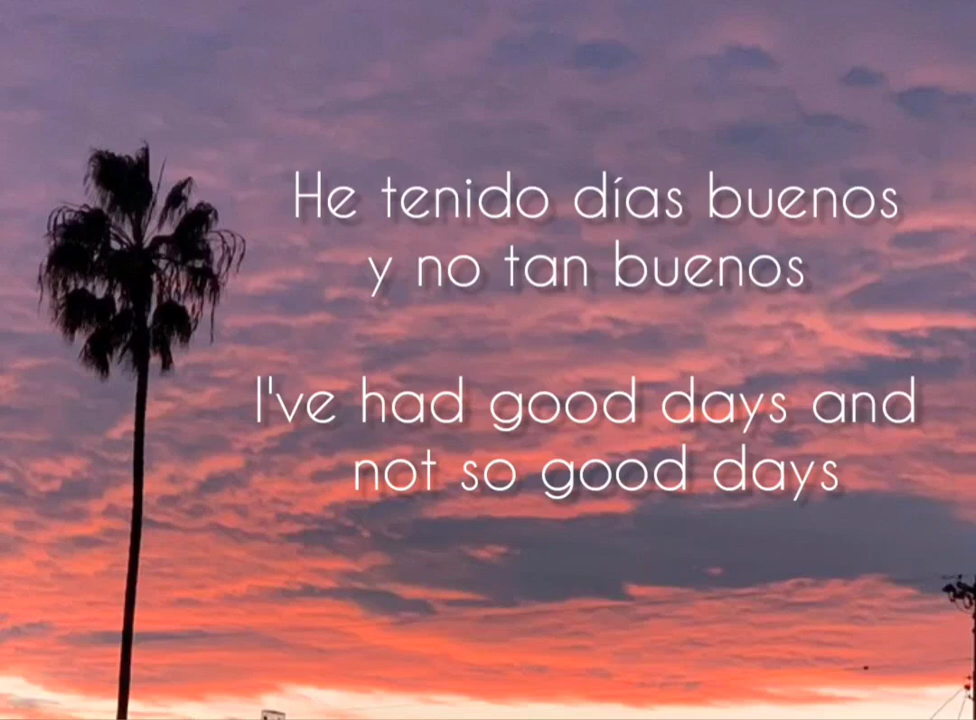 He tenido días buenos
y no tan buenos
I've had good days and
not so good days